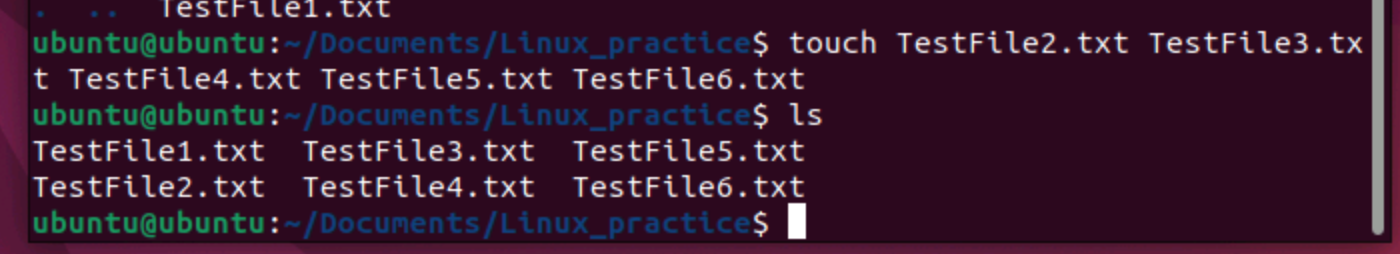 . .. TestFile1.txt
ubuntu@ubuntu:~/Documents/Linux_practice$ touch TestFile2.txt TestFile3.tx
t TestFile4.txt TestFile5.txt TestFile6.txt
ubuntu@ubuntu:~/Documents/Linux_practice$ ls
TestFile1.txt  TestFile3.txt  TestFile5.txt
TestFile2.txt  TestFile4.txt  TestFile6.txt
ubuntu@ubuntu:~/Documents/Linux_practice$